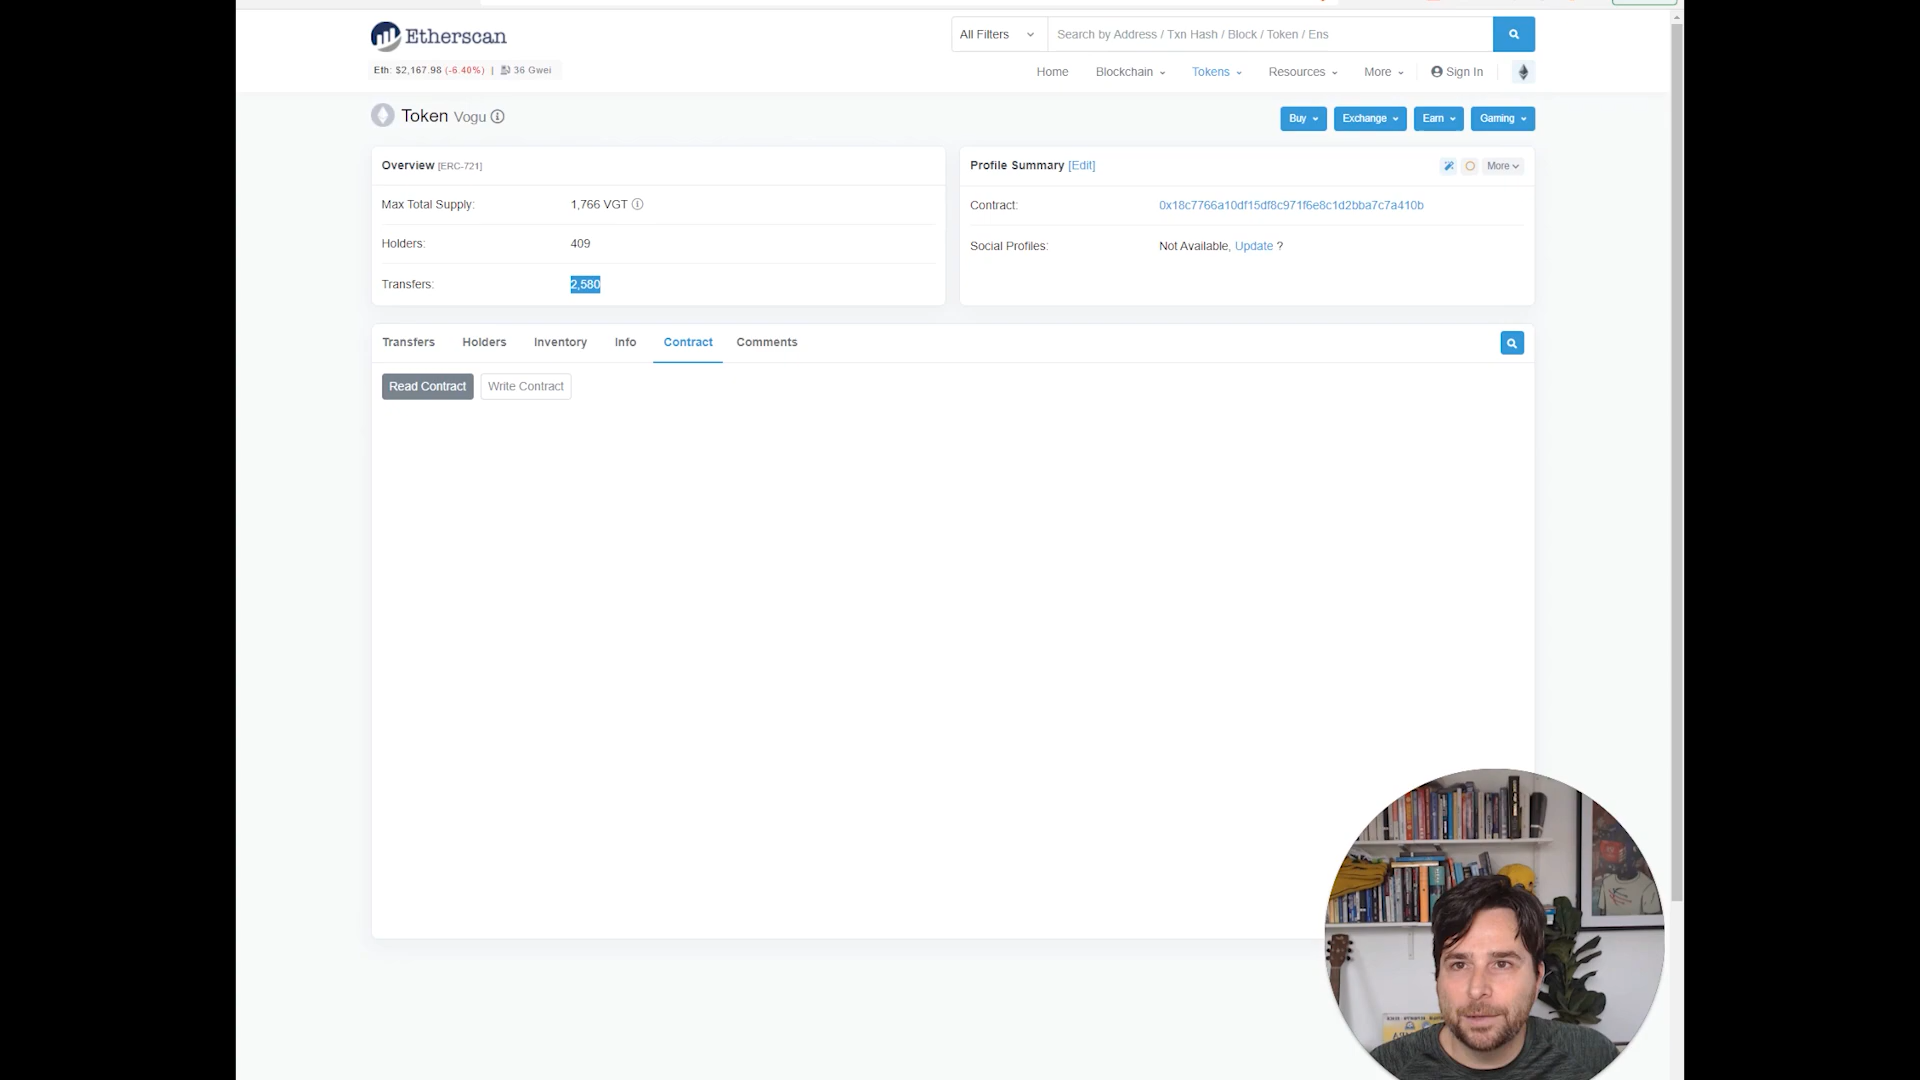 Etherscan
All Filters
Search by Address / Txn Hash / Block / Token / Ens
Eth: $2,167.98 (-6.40%) | 36 Gwei
Home Blockchain Tokens Resources More Sign In
Token Vogu
Buy Exchange Earn Gaming
Overview [ERC-721]
Max Total Supply: 1,766 VGT
Holders: 409
Transfers: 2,580
Profile Summary [Edit]
More
Contract: 0x18c7766a10df15df8c971f6e8c1d2bba7c7a410b
Social Profiles: Not Available, Update ?
Transfers Holders Inventory Info Contract Comments
Read Contract Write Contract